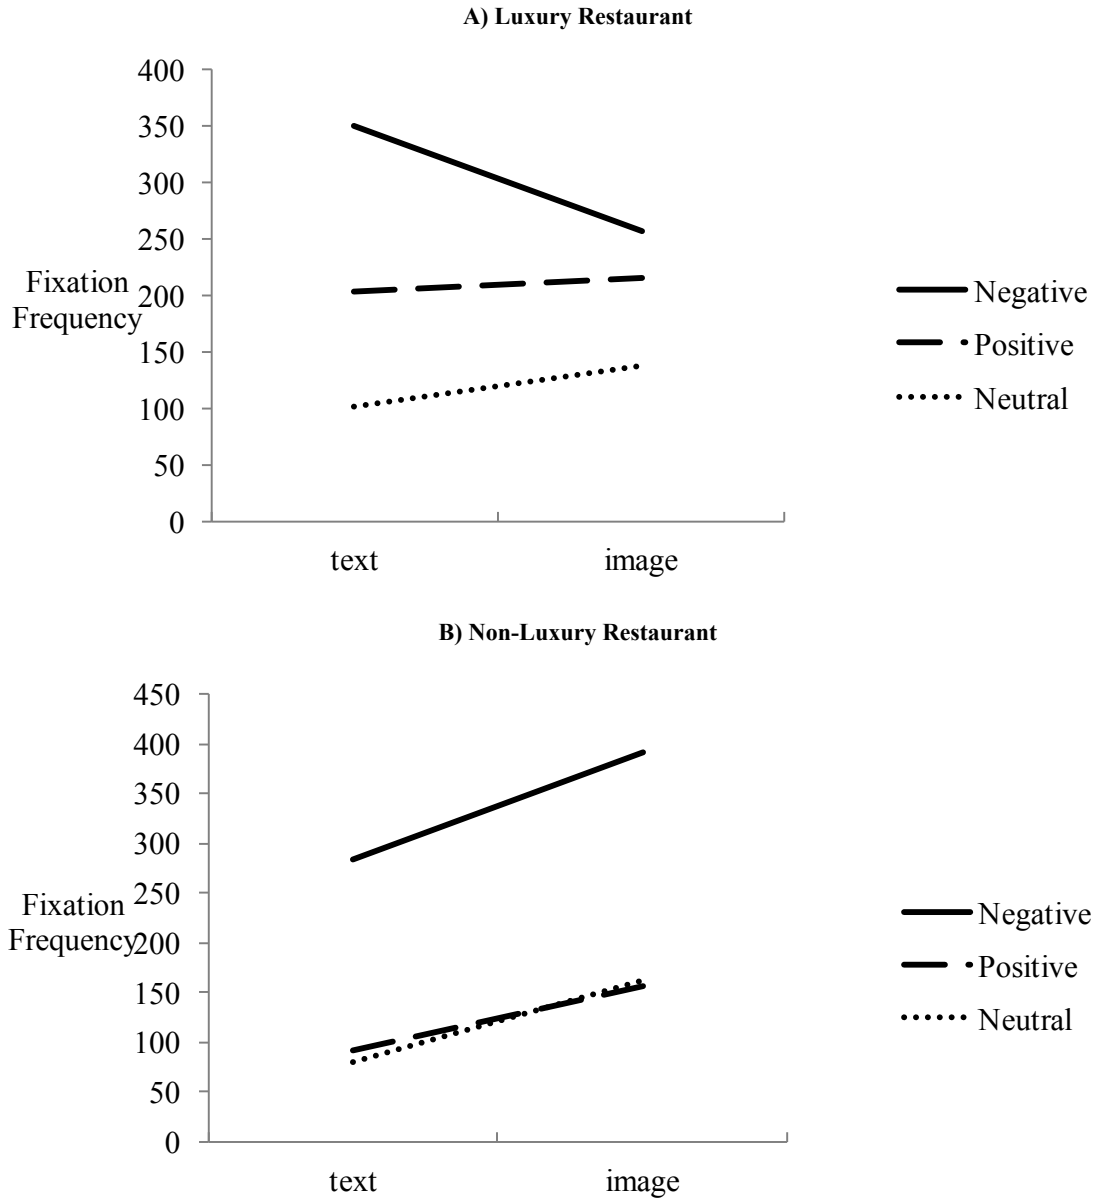 A) Luxury Restaurant
400
350
300
250
200
150
100
50
0
Fixation
Frequency
text
image
Negative
Positive
Neutral
B) Non-Luxury Restaurant
450
400
350
300
250
200
150
100
50
0
Fixation
Frequency
text
image
Negative
Positive
Neutral